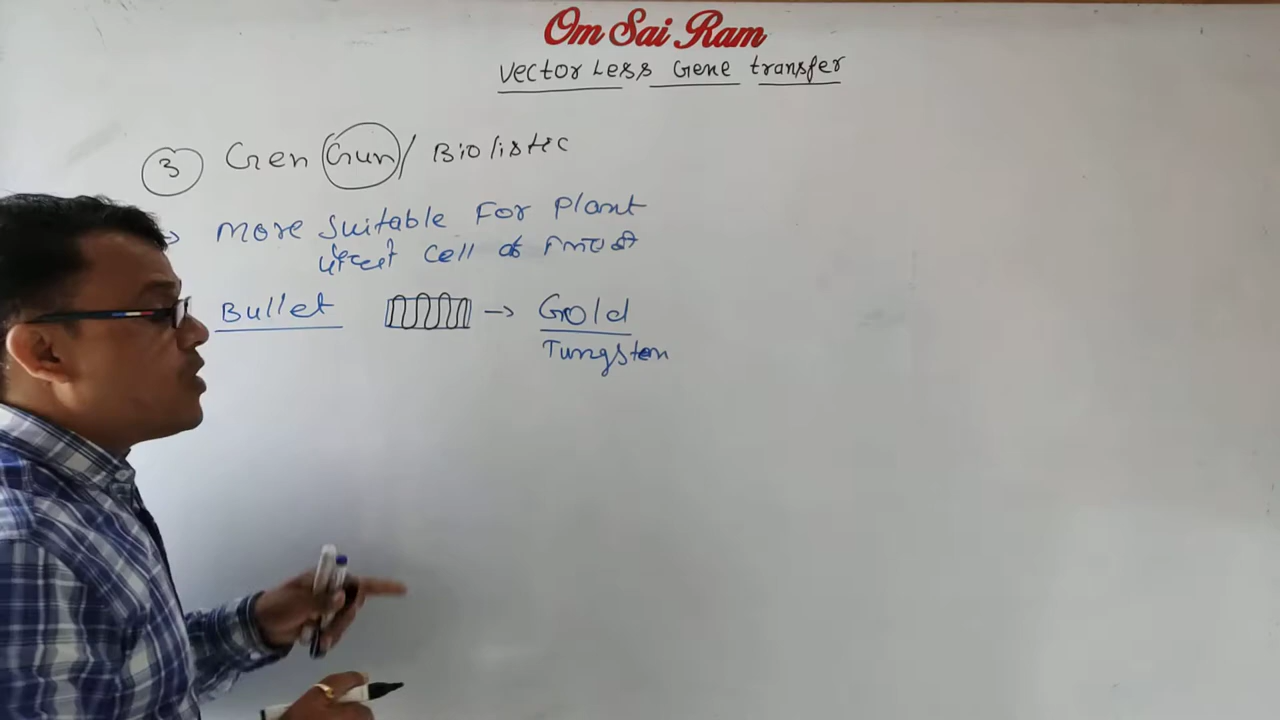 Om Sai Ram
Vector Less Gene transfer
3 Gen Gun / Biolistic
→ More Suitable For Plant
Cell
Bullet → Gold
Tungsten